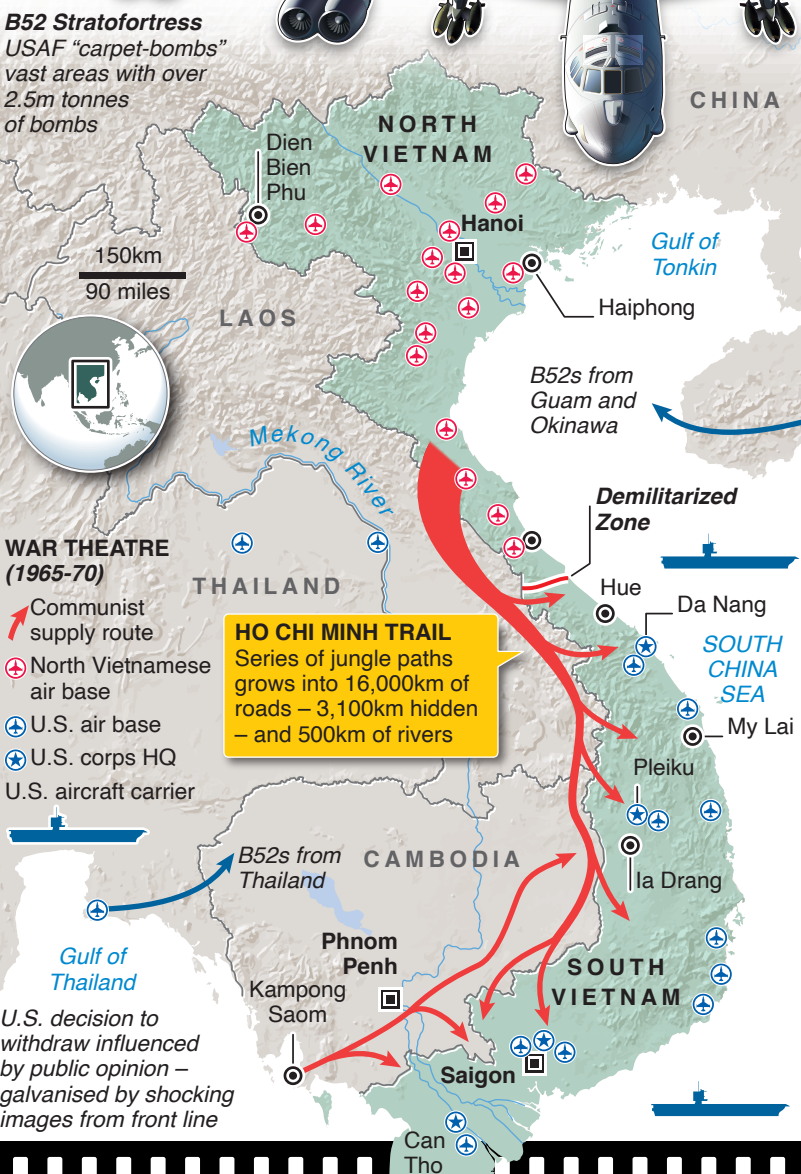 B52 Stratofortress
USAF “carpet-bombs”
vast areas with over
2.5m tonnes
of bombs
CHINA
NORTH
VIETNAM
Dien
Bien
Phu
Hanoi
Gulf of
Tonkin
150km
90 miles
Haiphong
LAOS
B52s from
Guam and
Okinawa
Mekong River
Demilitarized
Zone
WAR THEATRE
(1965-70)
Communist
supply route
North Vietnamese
air base
U.S. air base
U.S. corps HQ
U.S. aircraft carrier
THAILAND
Hue
Da Nang
HO CHI MINH TRAIL
Series of jungle paths
grows into 16,000km of
roads – 3,100km hidden
– and 500km of rivers
SOUTH
CHINA
SEA
My Lai
Pleiku
B52s from
Thailand
CAMBODIA
Ia Drang
Gulf of
Thailand
Phnom
Penh
Kampong
Saom
SOUTH
VIETNAM
U.S. decision to
withdraw influenced
by public opinion –
galvanised by shocking
images from front line
Saigon
Can
Tho